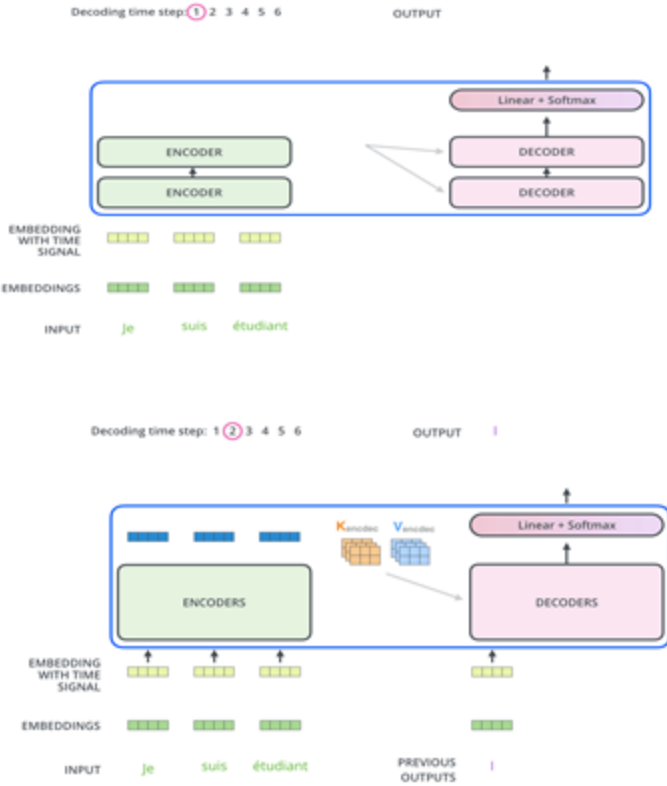 Decoding time step: 1 2 3 4 5 6
OUTPUT
Linear + Softmax
ENCODER
DECODER
ENCODER
DECODER
EMBEDDING
WITH TIME
SIGNAL
EMBEDDINGS
INPUT
Je suis étudiant
Decoding time step: 1 2 3 4 5 6
OUTPUT I
Kencdec Vencdec
Linear + Softmax
ENCODERS
DECODERS
EMBEDDING
WITH TIME
SIGNAL
EMBEDDINGS
INPUT
Je suis étudiant
PREVIOUS
OUTPUTS
I